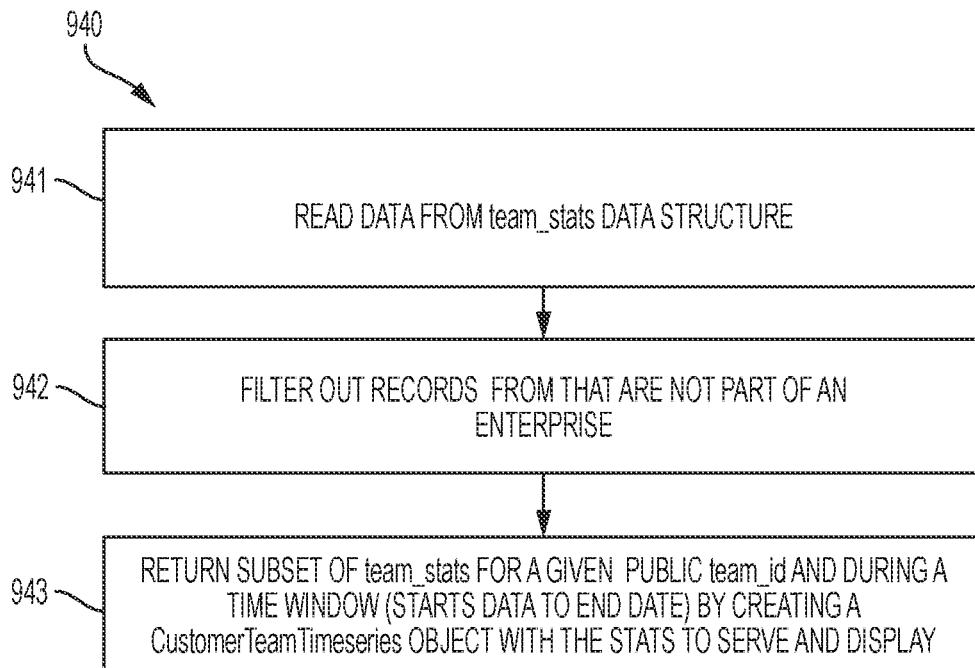 940
941
READ DATA FROM team_stats DATA STRUCTURE
942
FILTER OUT RECORDS FROM THAT ARE NOT PART OF AN
ENTERPRISE
943
RETURN SUBSET OF team_stats FOR A GIVEN PUBLIC team_id AND DURING A
TIME WINDOW (STARTS DATA TO END DATE) BY CREATING A
CustomerTeamTimeseries OBJECT WITH THE STATS TO SERVE AND DISPLAY